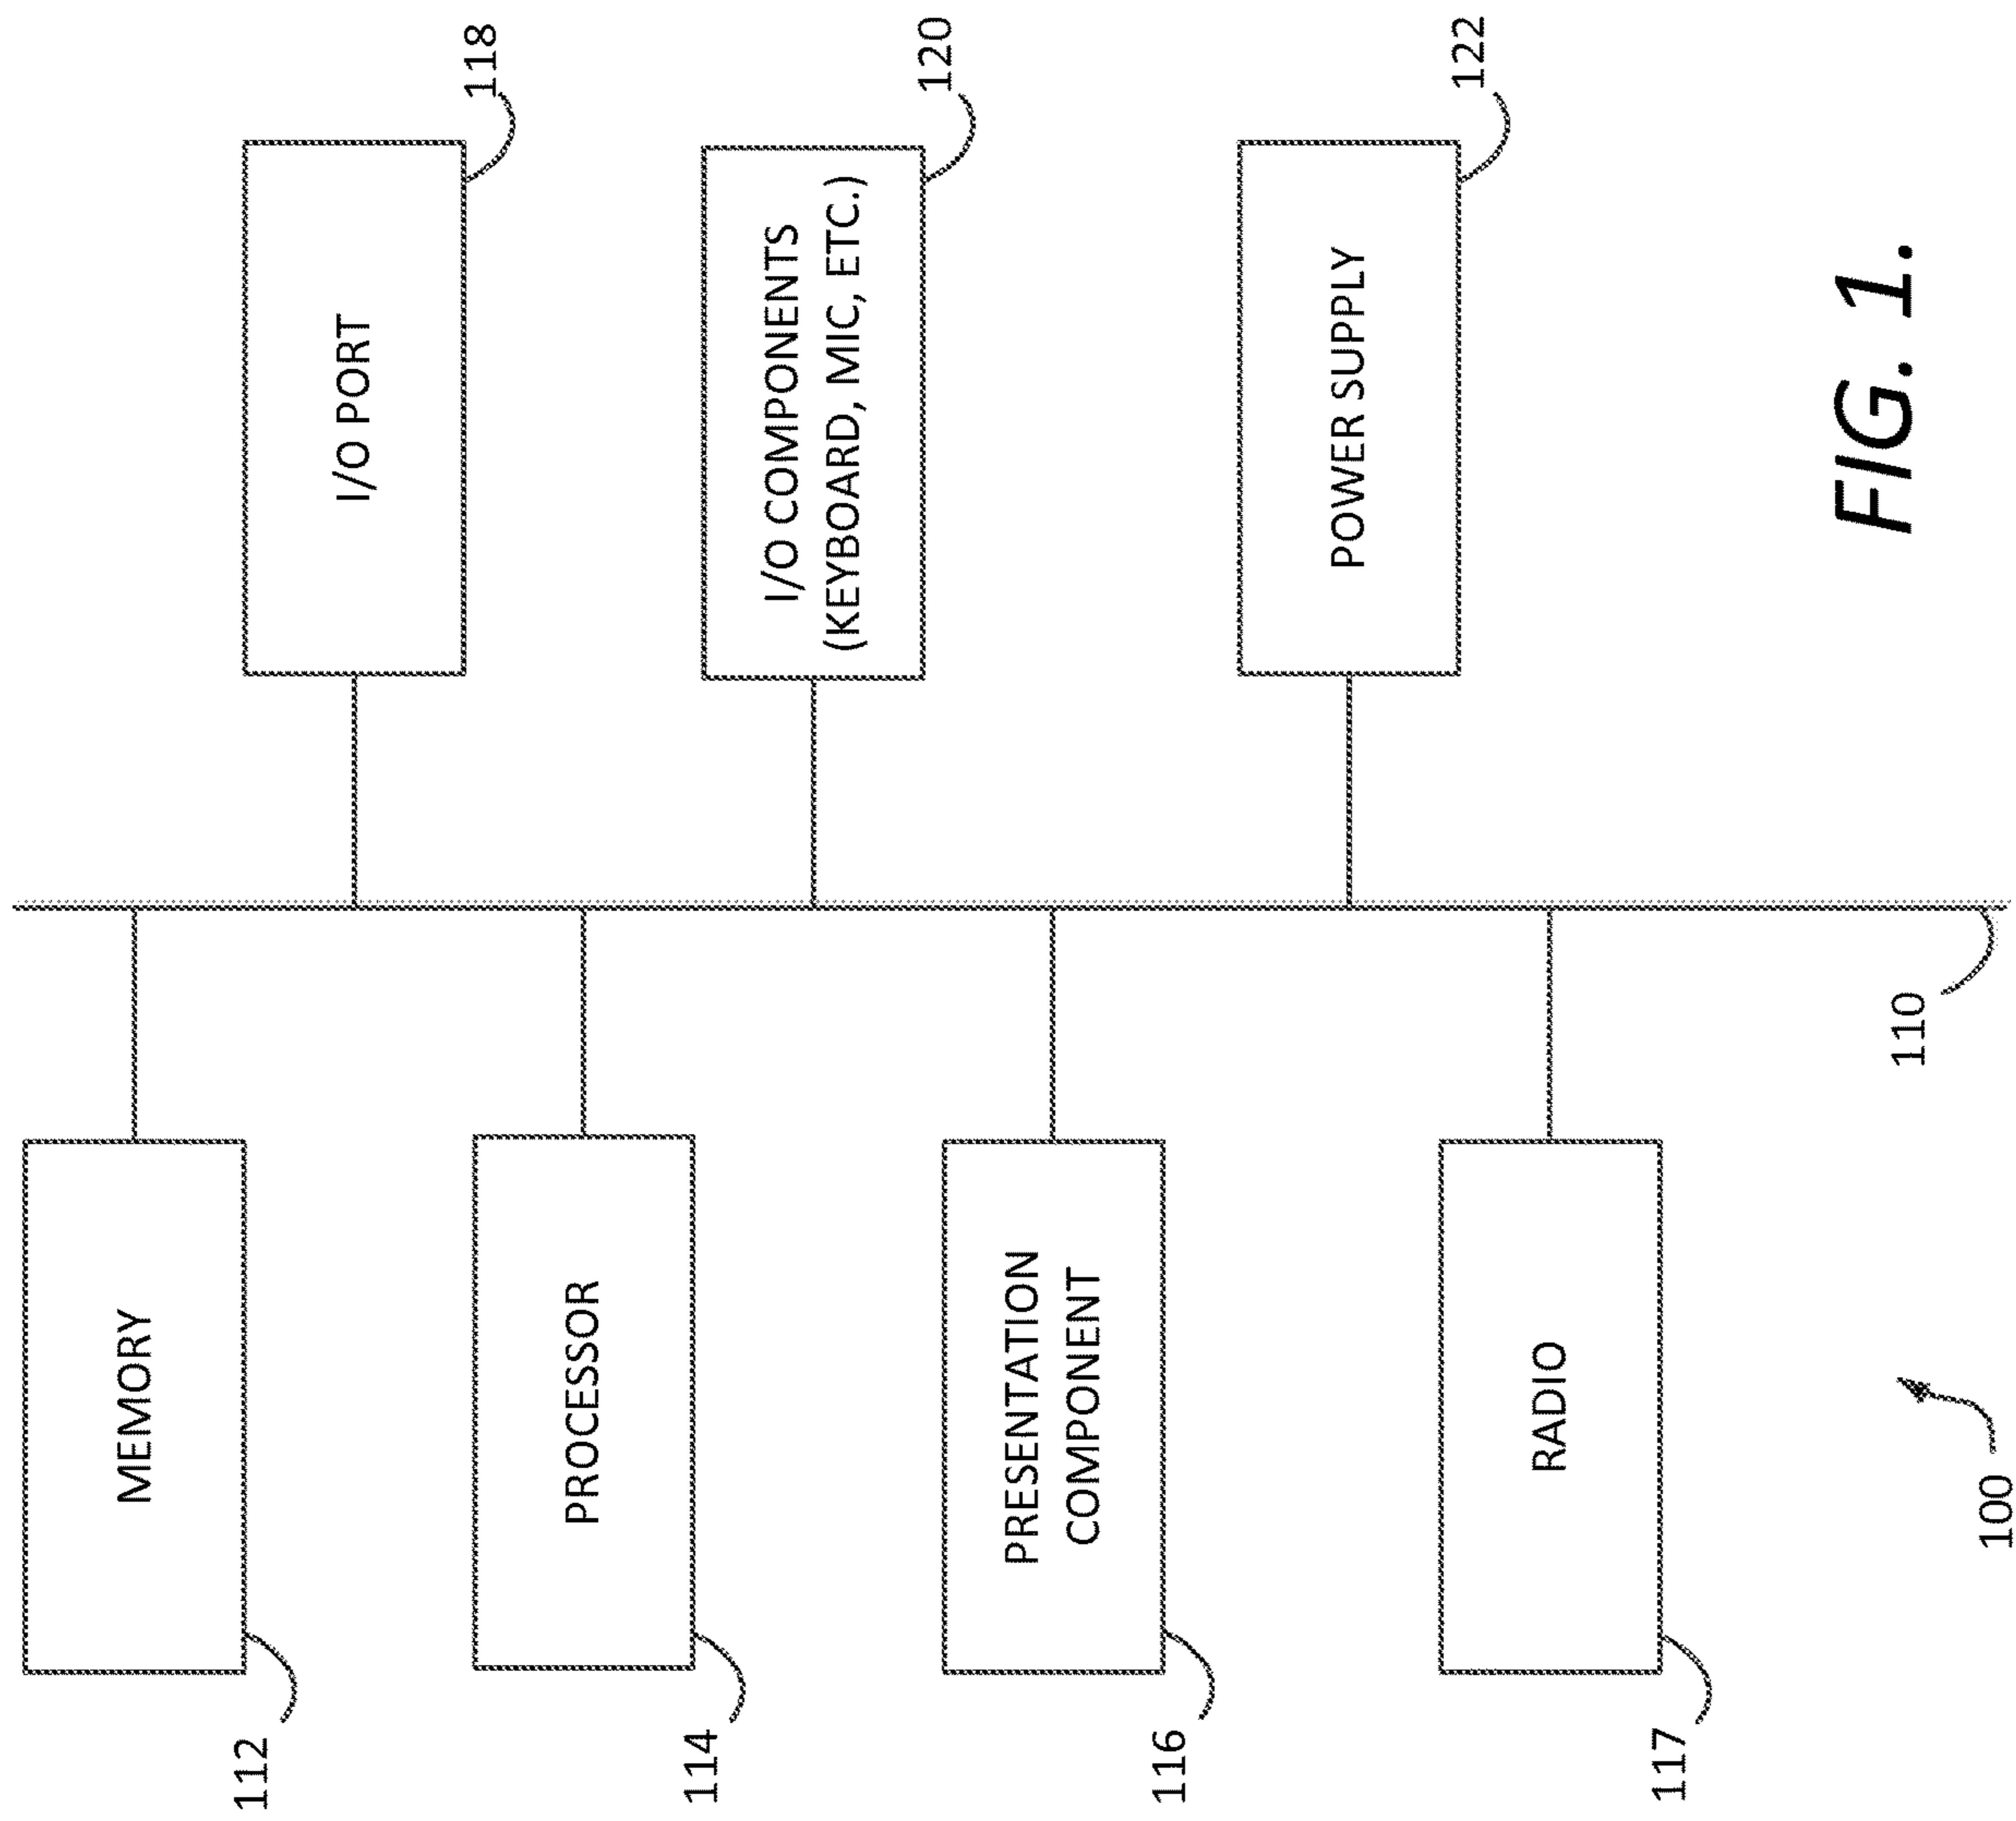 100
MEMORY
112
PROCESSOR
114
PRESENTATION
COMPONENT
116
RADIO
117
110
I/O PORT
118
I/O COMPONENTS
(KEYBOARD, MIC, ETC.)
120
POWER SUPPLY
122
FIG. 1.